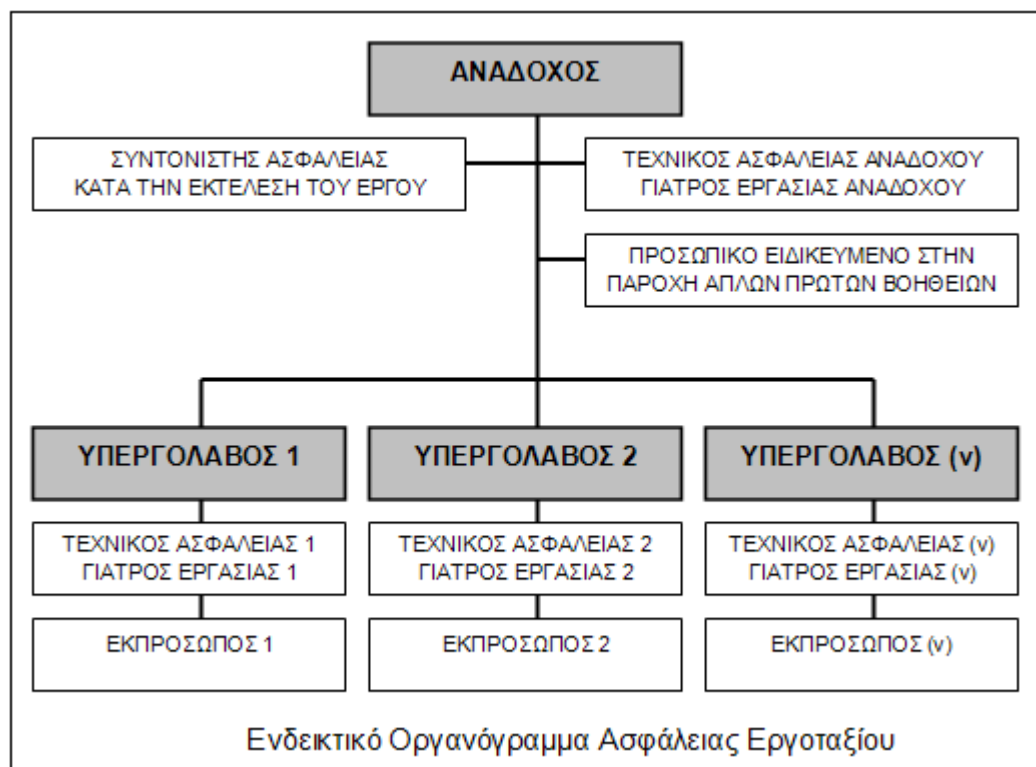 ΑΝΑΔΟΧΟΣ
ΣΥΝΤΟΝΙΣΤΗΣ ΑΣΦΑΛΕΙΑΣ
ΚΑΤΑ ΤΗΝ ΕΚΤΕΛΕΣΗ ΤΟΥ ΕΡΓΟΥ
ΤΕΧΝΙΚΟΣ ΑΣΦΑΛΕΙΑΣ ΑΝΑΔΟΧΟΥ
ΓΙΑΤΡΟΣ ΕΡΓΑΣΙΑΣ ΑΝΑΔΟΧΟΥ
ΠΡΟΣΩΠΙΚΟ ΕΙΔΙΚΕΥΜΕΝΟ ΣΤΗΝ
ΠΑΡΟΧΗ ΑΠΛΩΝ ΠΡΩΤΩΝ ΒΟΗΘΕΙΩΝ
ΥΠΕΡΓΟΛΑΒΟΣ 1
ΤΕΧΝΙΚΟΣ ΑΣΦΑΛΕΙΑΣ 1
ΓΙΑΤΡΟΣ ΕΡΓΑΣΙΑΣ 1
ΕΚΠΡΟΣΩΠΟΣ 1
ΥΠΕΡΓΟΛΑΒΟΣ 2
ΤΕΧΝΙΚΟΣ ΑΣΦΑΛΕΙΑΣ 2
ΓΙΑΤΡΟΣ ΕΡΓΑΣΙΑΣ 2
ΕΚΠΡΟΣΩΠΟΣ 2
ΥΠΕΡΓΟΛΑΒΟΣ (ν)
ΤΕΧΝΙΚΟΣ ΑΣΦΑΛΕΙΑΣ (ν)
ΓΙΑΤΡΟΣ ΕΡΓΑΣΙΑΣ (ν)
ΕΚΠΡΟΣΩΠΟΣ (ν)
Ενδεικτικό Οργανόγραμμα Ασφάλειας Εργοταξίου